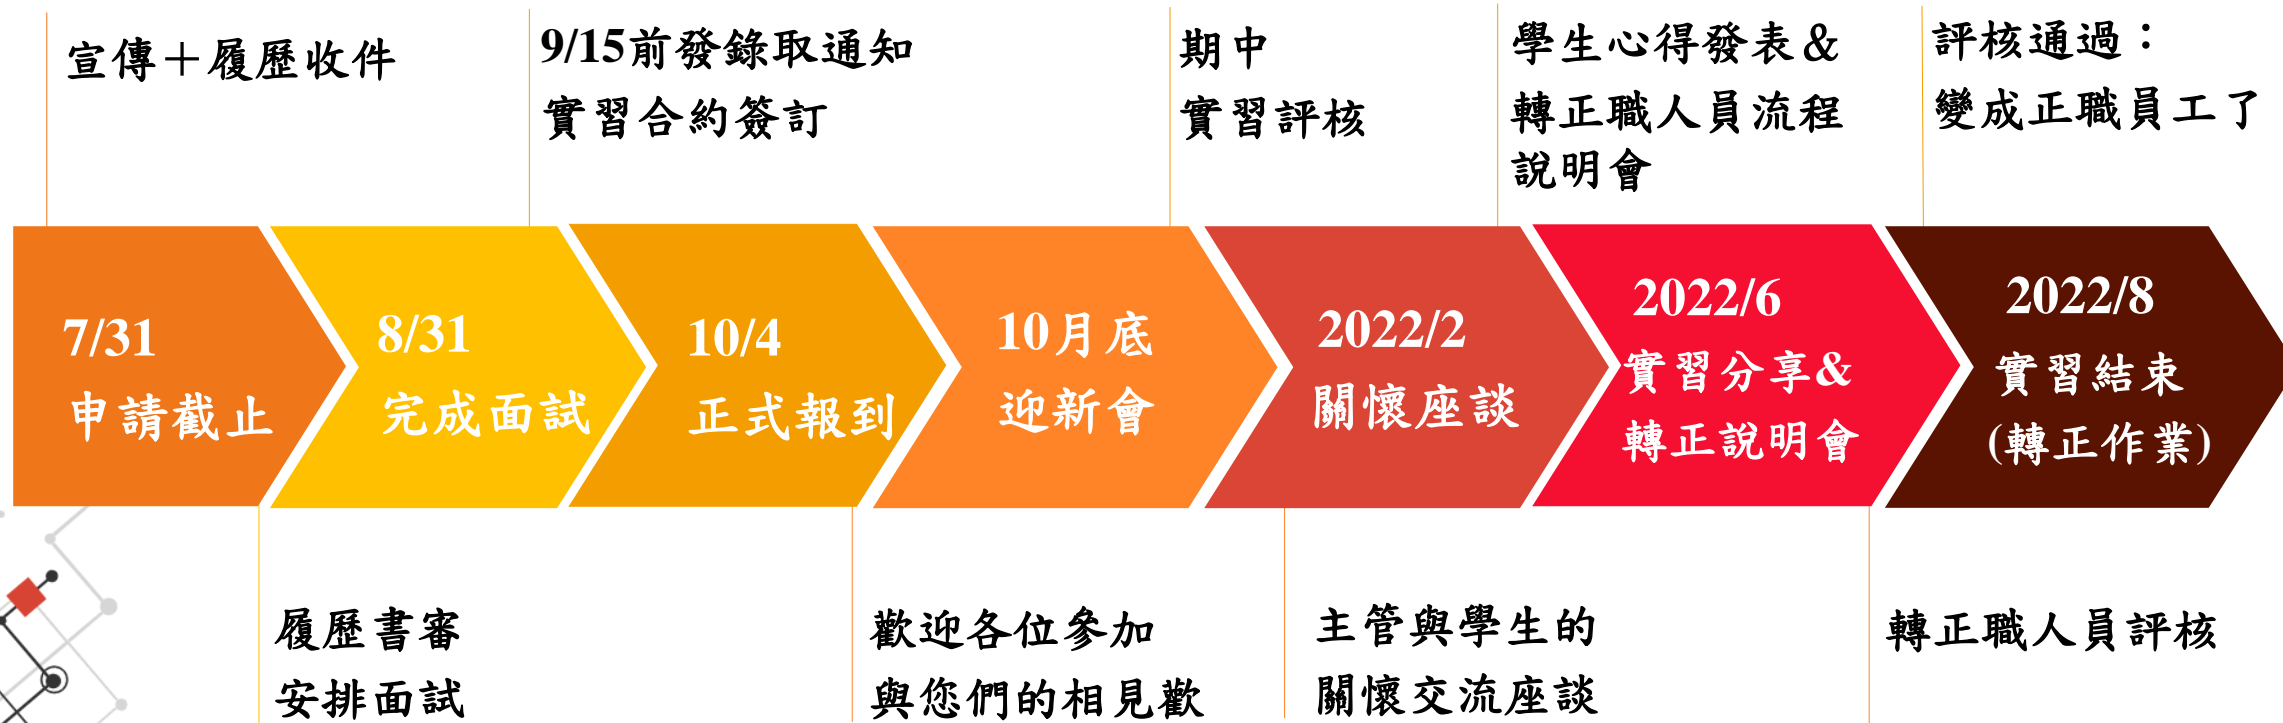 宣傳＋履歷收件
9/15前發錄取通知
實習合約簽訂
期中
實習評核
學生心得發表&
轉正職人員流程
說明會
評核通過：
變成正職員工了
7/31
申請截止
8/31
完成面試
10/4
正式報到
10月底
迎新會
2022/2
關懷座談
2022/6
實習分享&
轉正說明會
2022/8
實習結束
(轉正作業)
履歷書審
安排面試
歡迎各位參加
與您們的相見歡
主管與學生的
關懷交流座談
轉正職人員評核